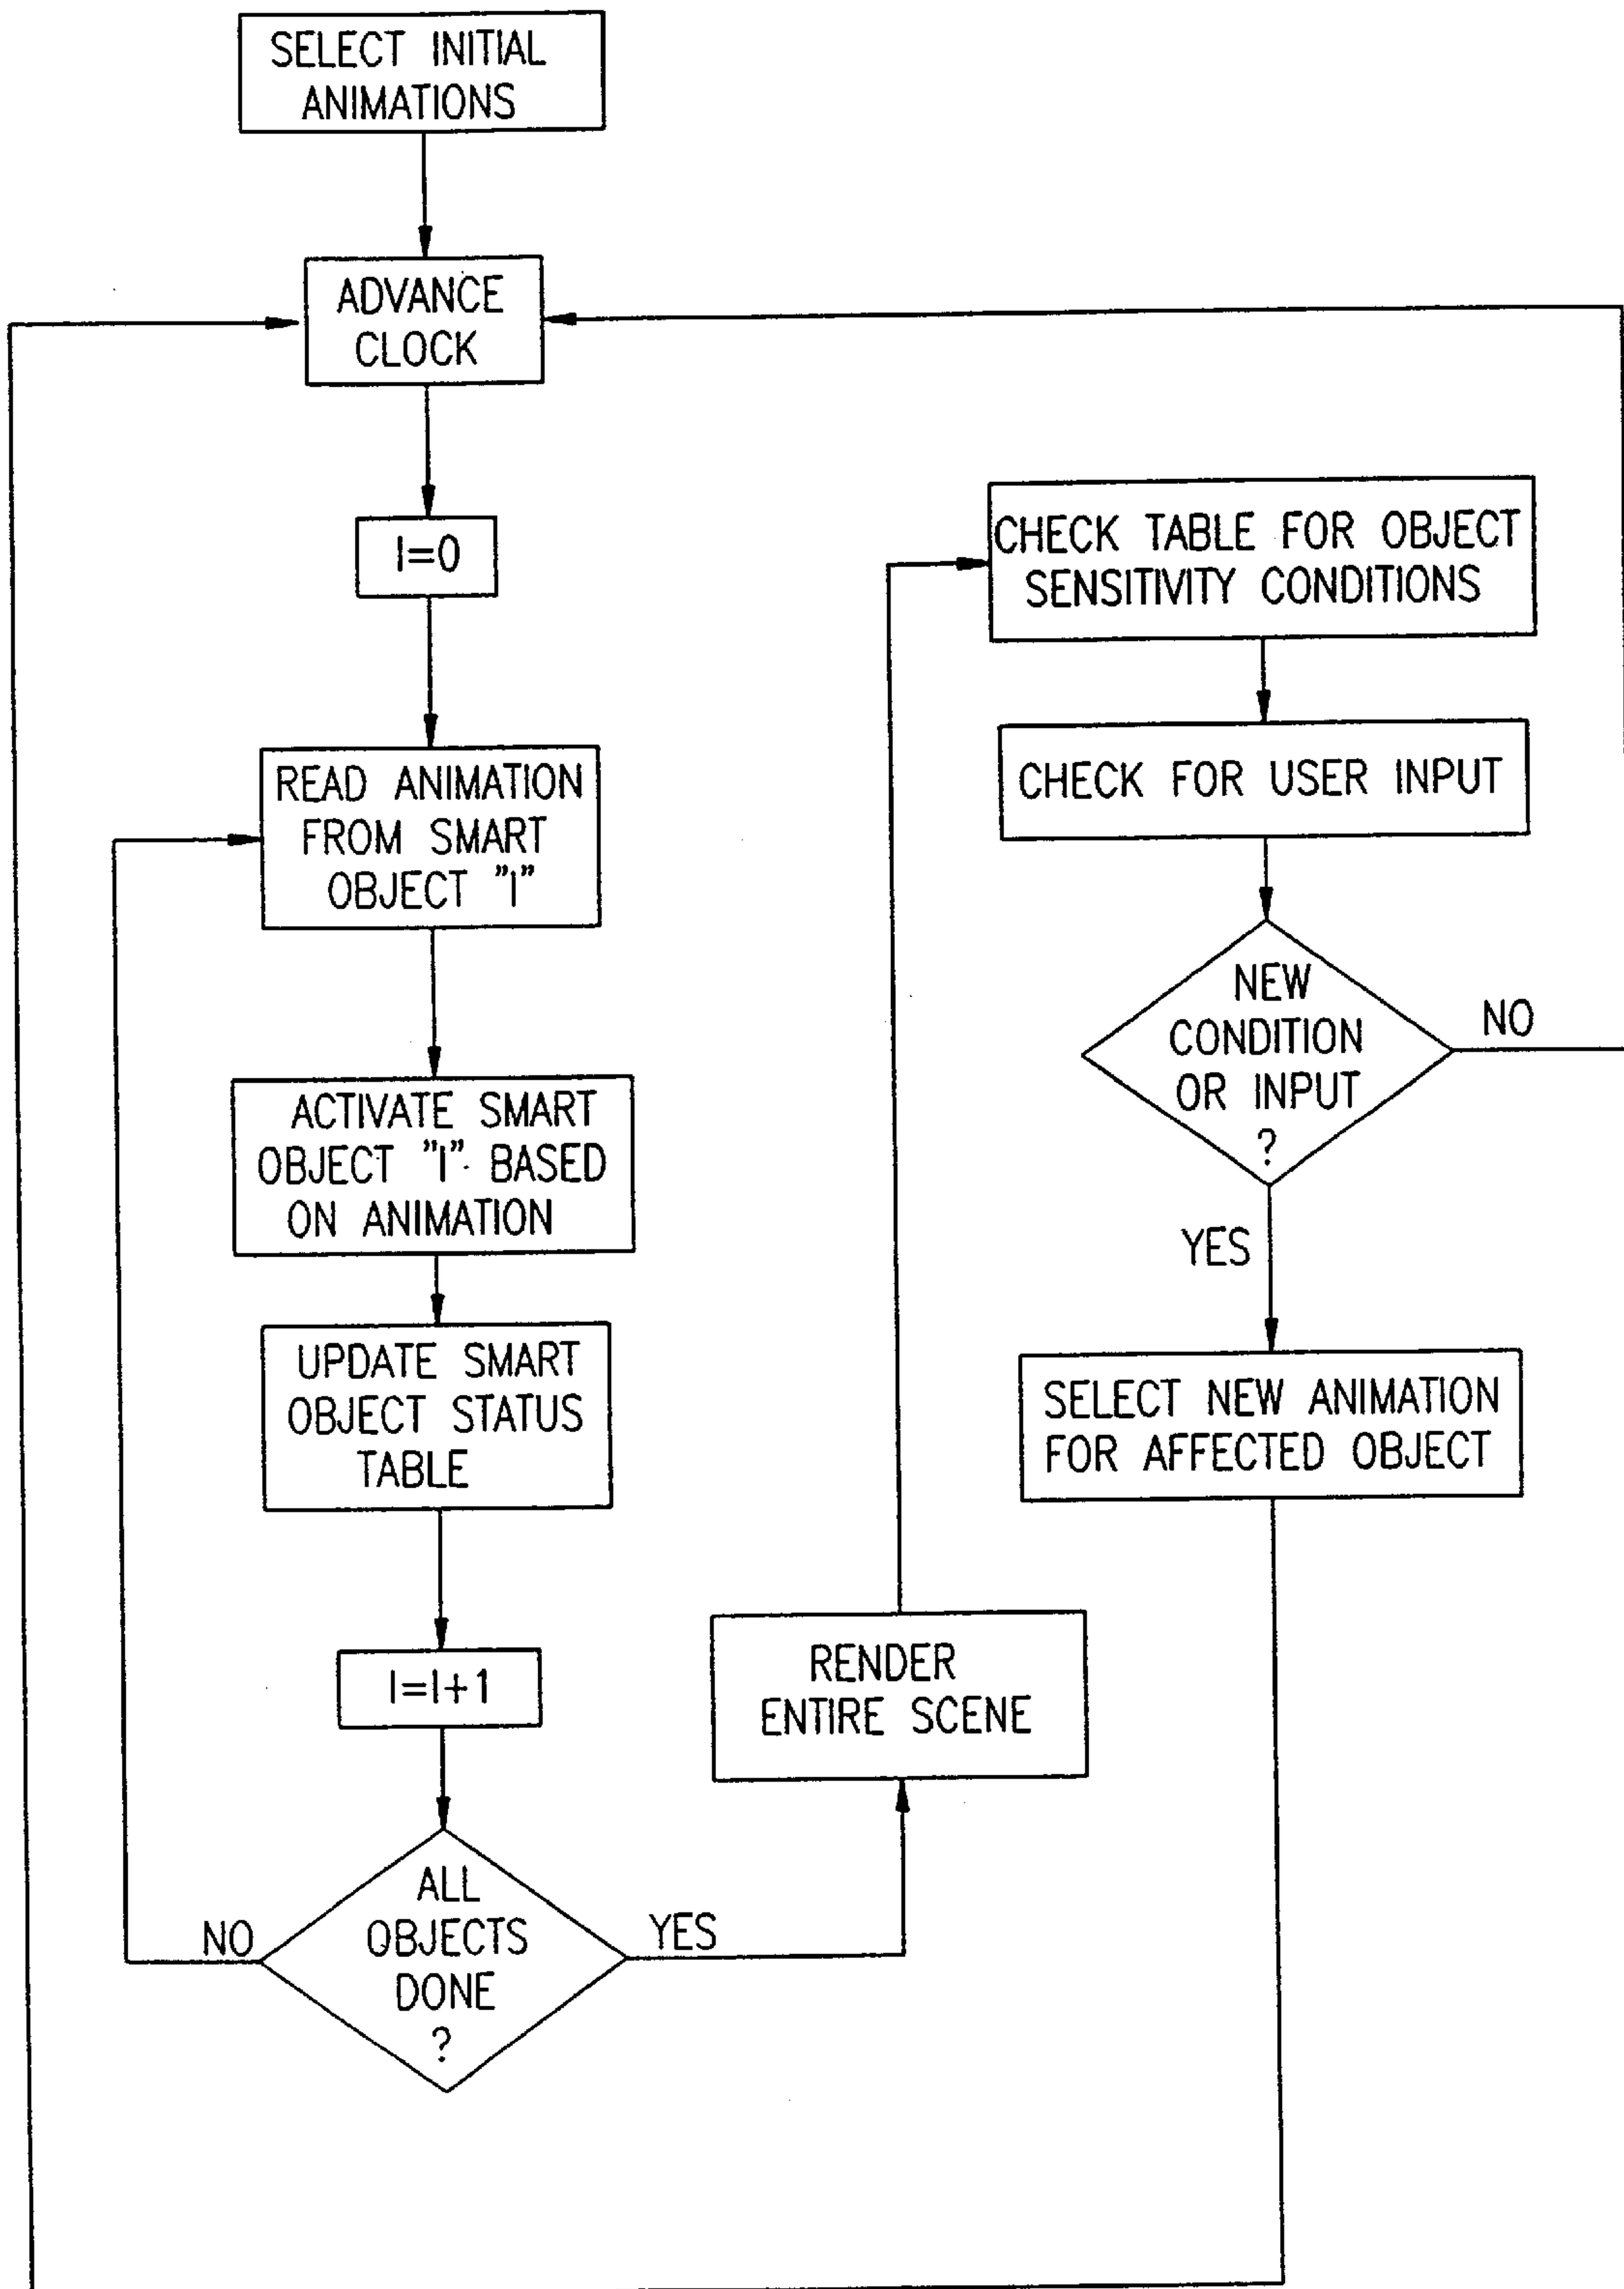 SELECT INITIAL
ANIMATIONS
ADVANCE
CLOCK
I=0
READ ANIMATION
FROM SMART
OBJECT "I"
ACTIVATE SMART
OBJECT "I" BASED
ON ANIMATION
UPDATE SMART
OBJECT STATUS
TABLE
I=I+1
ALL
OBJECTS
DONE
?
NO
YES
RENDER
ENTIRE SCENE
CHECK TABLE FOR OBJECT
SENSITIVITY CONDITIONS
CHECK FOR USER INPUT
NEW
CONDITION
OR INPUT
?
NO
YES
SELECT NEW ANIMATION
FOR AFFECTED OBJECT